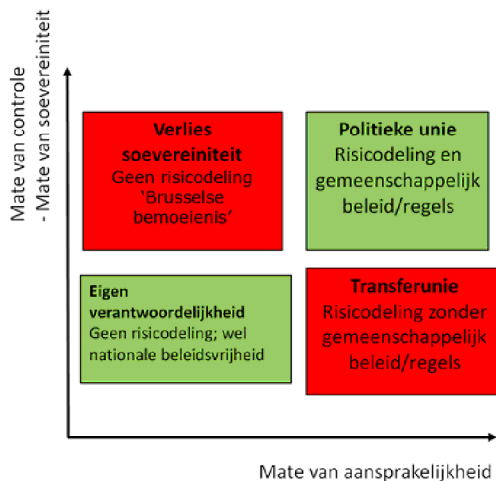 Mate van controle
- Mate van soevereiniteit
Verlies
soevereiniteit
Geen risicodeling
‘Brusselse
bemoeienis’
Politieke unie
Risicodeling en
gemeenschappelijk
beleid/regels
Eigen
verantwoordelijkheid
Geen risicodeling; wel
nationale beleidsvrijheid
Transferunie
Risicodeling zonder
gemeenschappelijk
beleid/regels
Mate van aansprakelijkheid